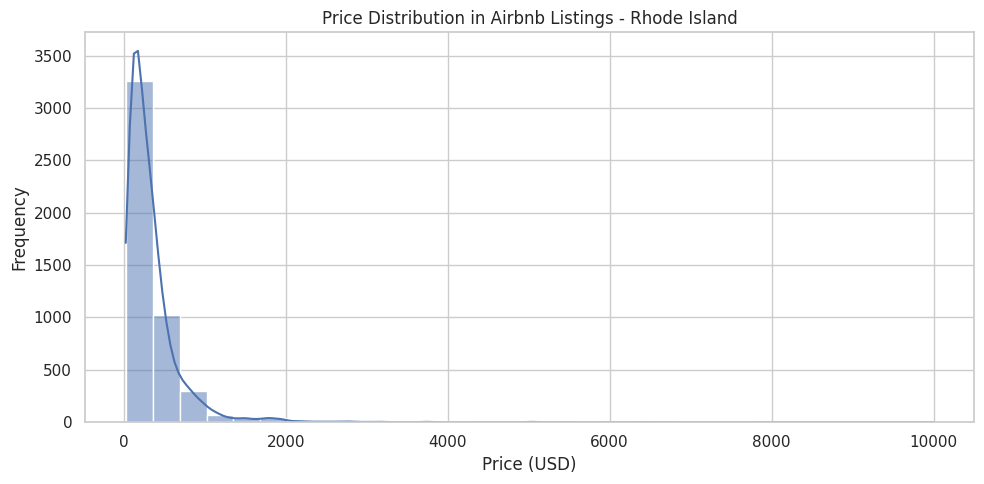 Price Distribution in Airbnb Listings - Rhode Island
3500
3000
2500
2000
1500
1000
500
0
Frequency
0 2000 4000 6000 8000 10000
Price (USD)